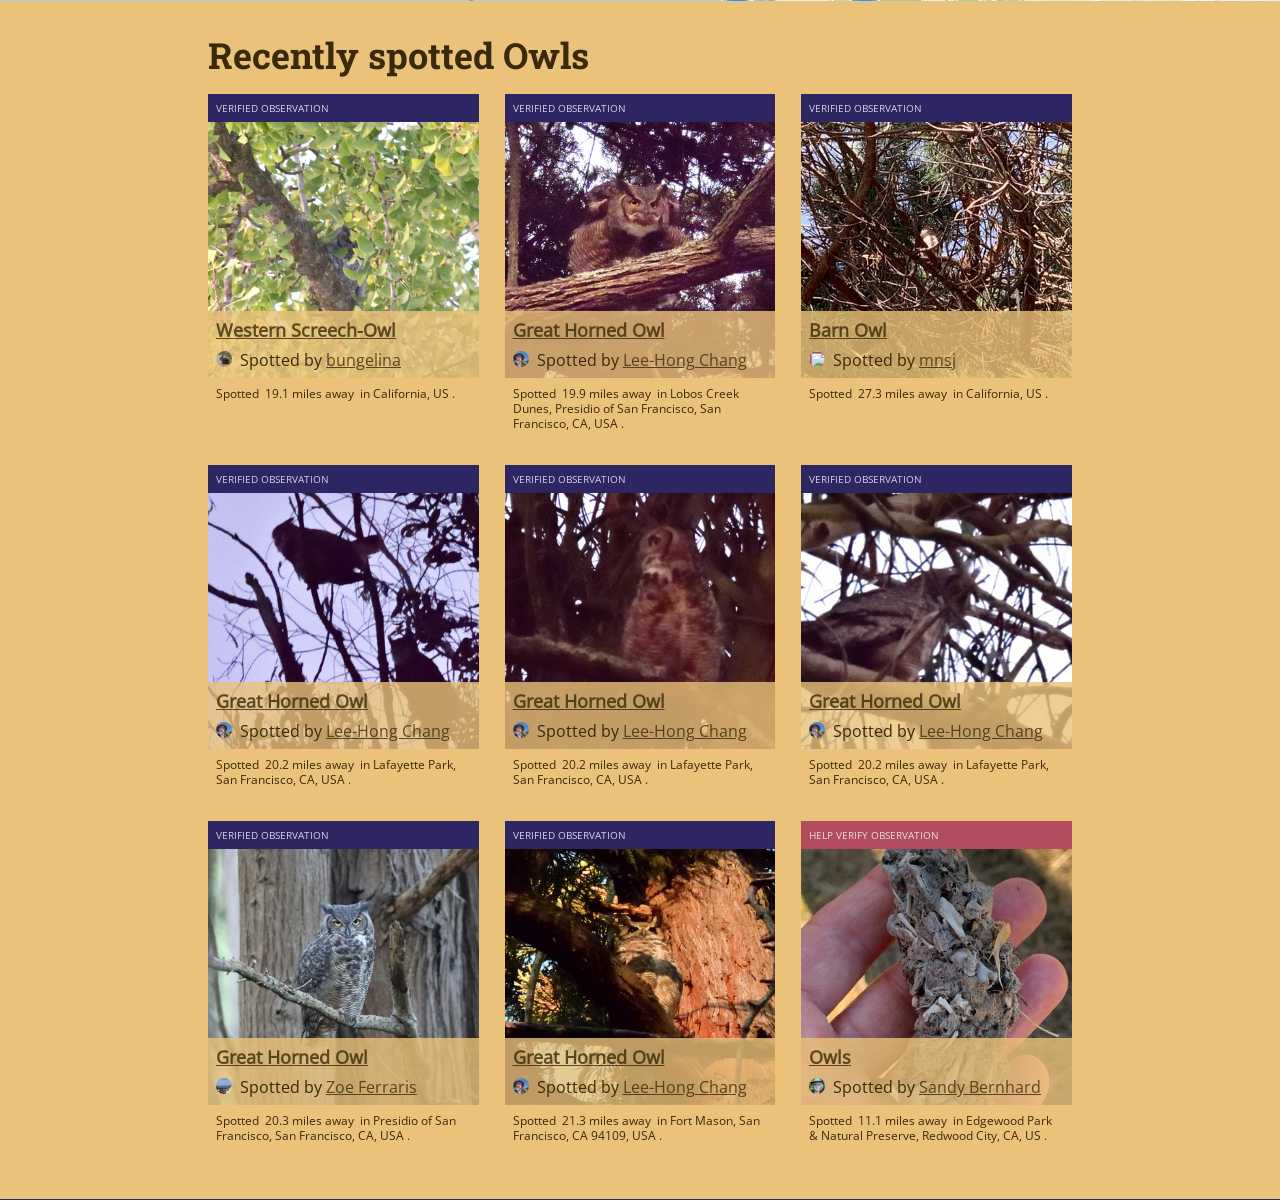 Recently spotted Owls
VERIFIED OBSERVATION
Western Screech-Owl
Spotted by bungelina
Spotted 19.1 miles away in California, US .
VERIFIED OBSERVATION
Great Horned Owl
Spotted by Lee-Hong Chang
Spotted 19.9 miles away in Lobos Creek
Dunes, Presidio of San Francisco, San
Francisco, CA, USA .
VERIFIED OBSERVATION
Barn Owl
Spotted by mnsj
Spotted 27.3 miles away in California, US .
VERIFIED OBSERVATION
Great Horned Owl
Spotted by Lee-Hong Chang
Spotted 20.2 miles away in Lafayette Park,
San Francisco, CA, USA .
VERIFIED OBSERVATION
Great Horned Owl
Spotted by Lee-Hong Chang
Spotted 20.2 miles away in Lafayette Park,
San Francisco, CA, USA .
VERIFIED OBSERVATION
Great Horned Owl
Spotted by Lee-Hong Chang
Spotted 20.2 miles away in Lafayette Park,
San Francisco, CA, USA .
VERIFIED OBSERVATION
Great Horned Owl
Spotted by Zoe Ferraris
Spotted 20.3 miles away in Presidio of San
Francisco, San Francisco, CA, USA .
VERIFIED OBSERVATION
Great Horned Owl
Spotted by Lee-Hong Chang
Spotted 21.3 miles away in Fort Mason, San
Francisco, CA 94109, USA .
HELP VERIFY OBSERVATION
Owls
Spotted by Sandy Bernhard
Spotted 11.1 miles away in Edgewood Park
& Natural Preserve, Redwood City, CA, US .